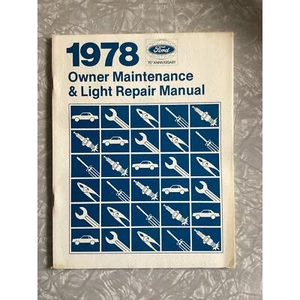 1978
Ford
75th ANNIVERSARY
Owner Maintenance
& Light Repair Manual